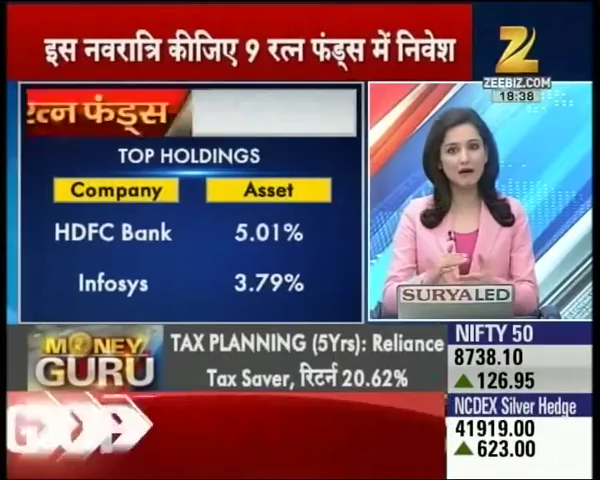 इस नवरात्रि कीजिए 9 रत्न फंड्स में निवेश
ZEEBIZ.COM
18:38
रत्न फंड्स
TOP HOLDINGS
Company Asset
HDFC Bank 5.01%
Infosys 3.79%
SURYA LED
MONEY
GURU
TAX PLANNING (5Yrs): Reliance
Tax Saver, रिटर्न 20.62%
NIFTY 50
8738.10
126.95
NCDEX Silver Hedge
41919.00
623.00